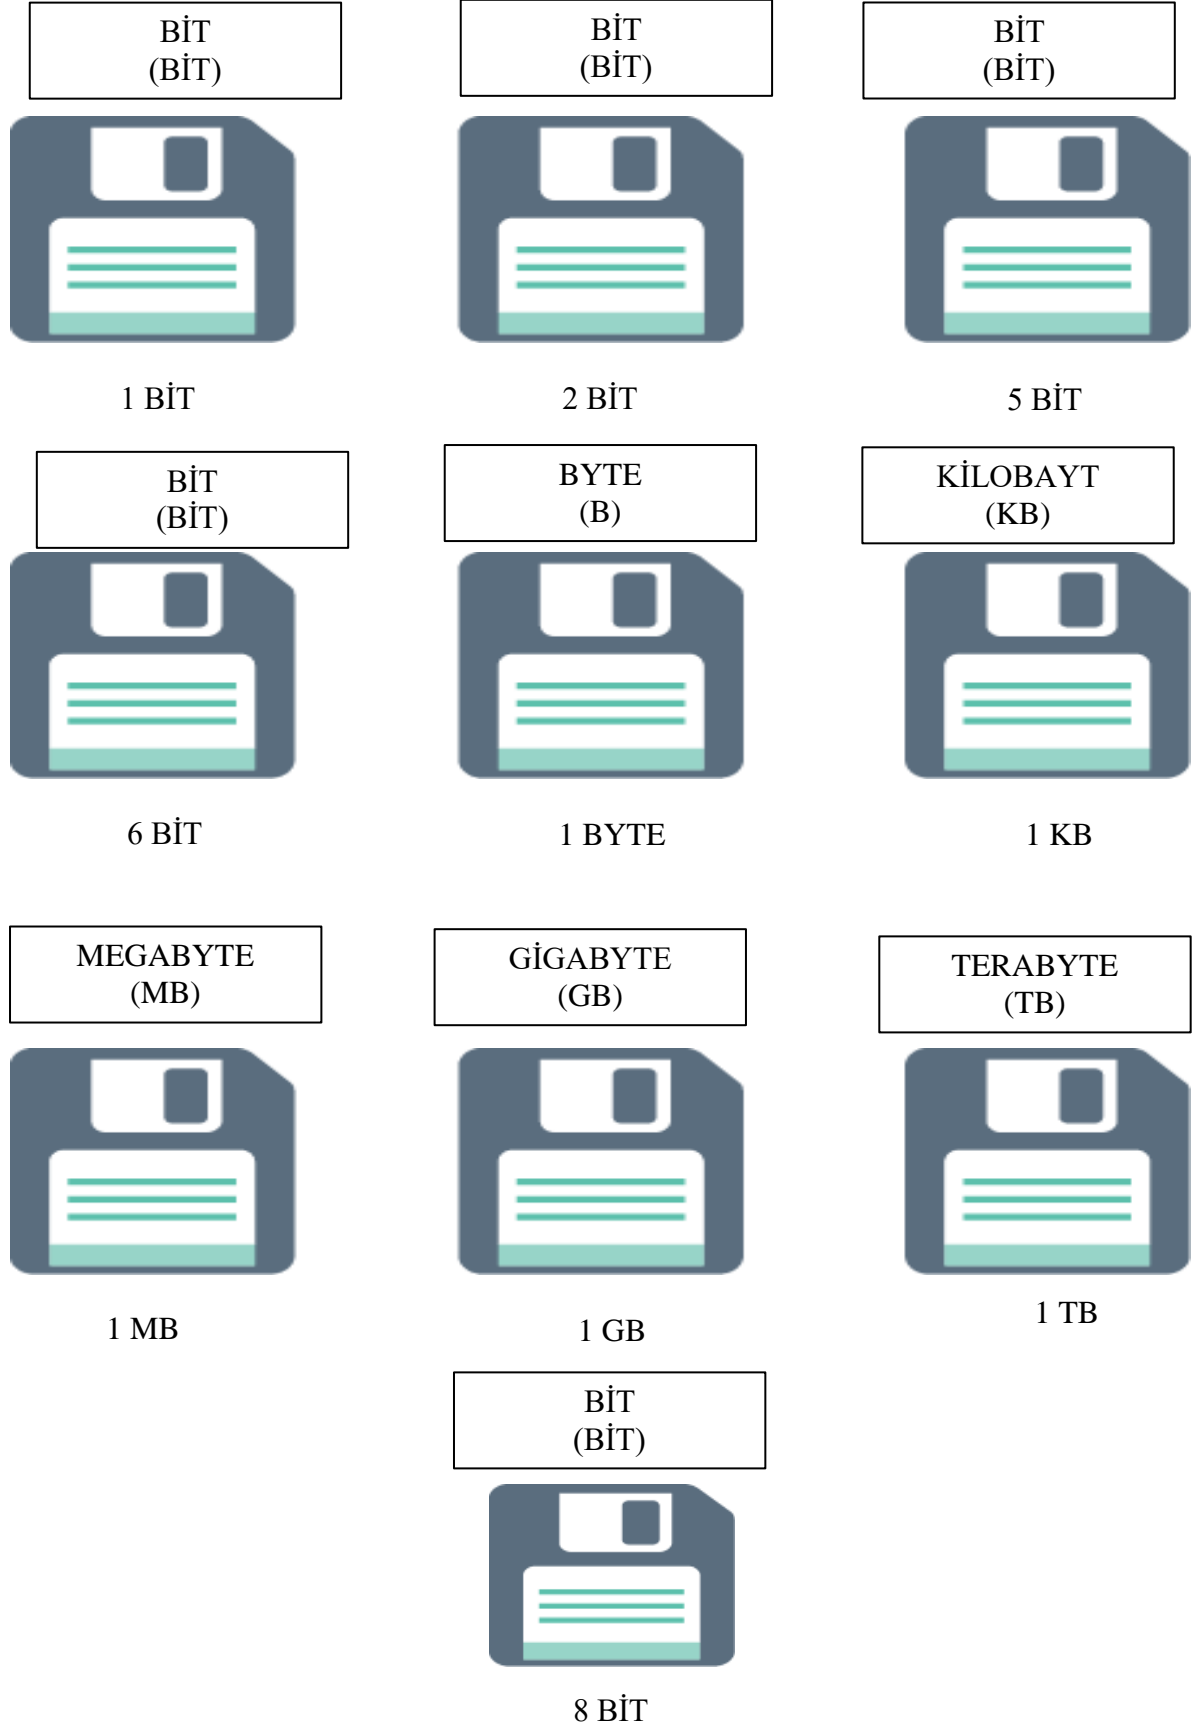 BİT
(BİT)
BİT
(BİT)
BİT
(BİT)
1 BİT
2 BİT
5 BİT
BİT
(BİT)
BYTE
(B)
KİLOBAYT
(KB)
6 BİT
1 BYTE
1 KB
MEGABYTE
(MB)
GİGABYTE
(GB)
TERABYTE
(TB)
1 MB
1 GB
1 TB
BİT
(BİT)
8 BİT